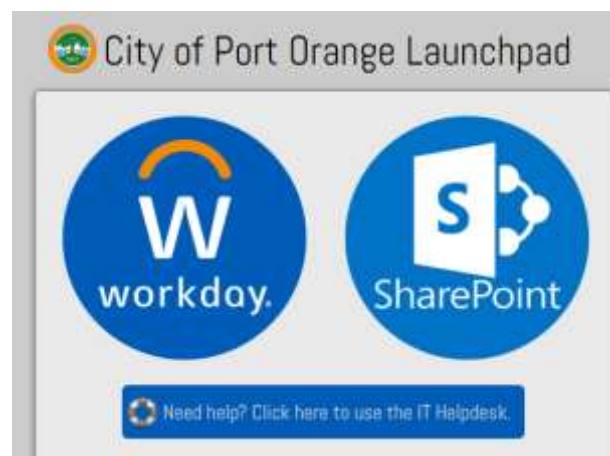 City of Port Orange Launchpad
W
workday.
S
SharePoint
Need help? Click here to use the IT Helpdesk.